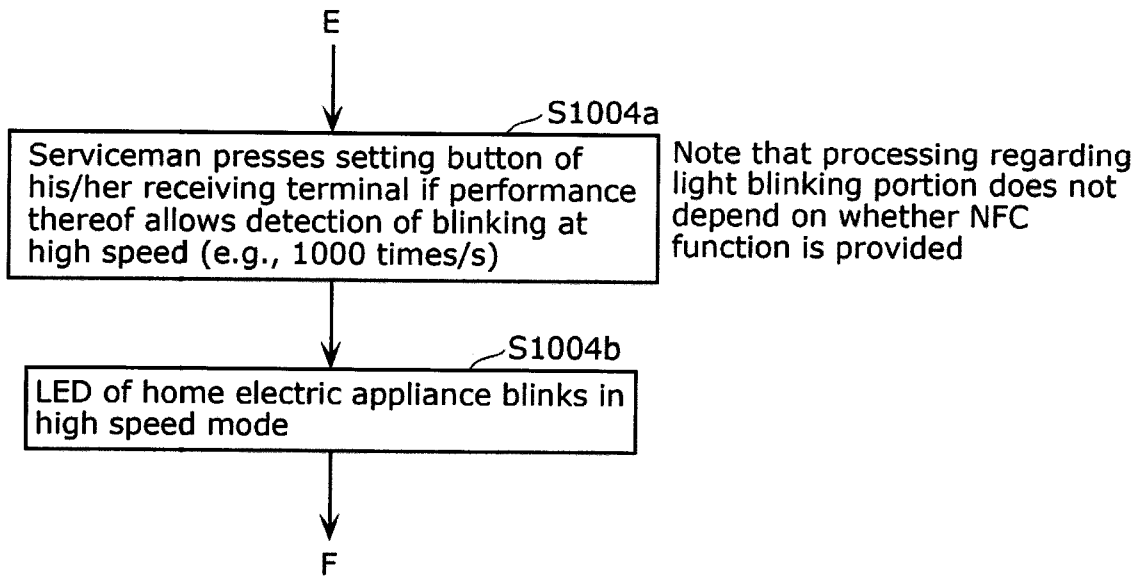 E
S1004a
Serviceman presses setting button of
his/her receiving terminal if performance
thereof allows detection of blinking at
high speed (e.g., 1000 times/s)
Note that processing regarding
light blinking portion does not
depend on whether NFC
function is provided
S1004b
LED of home electric appliance blinks in
high speed mode
F